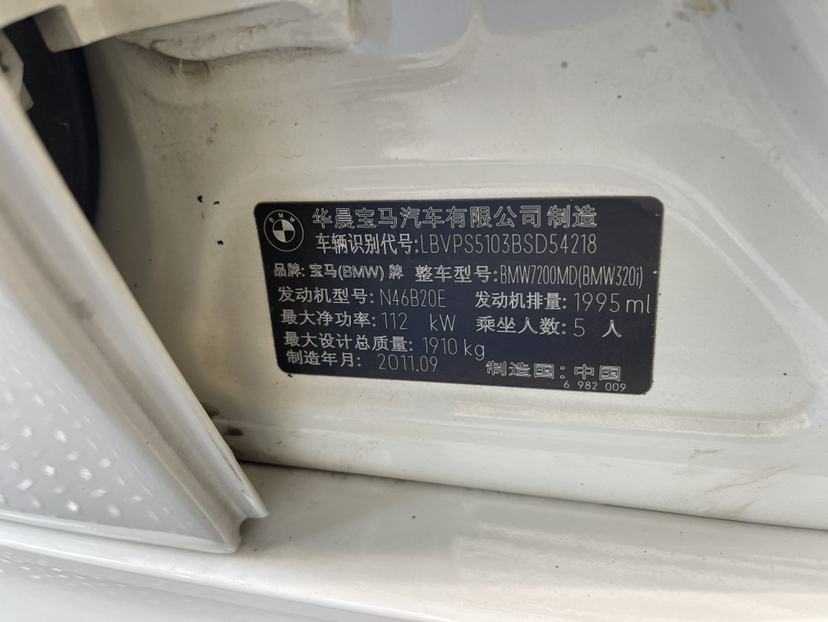 BMW
华晨宝马汽车有限公司制造
车辆识别代号:LBVPS5103BSD54218
品牌: 宝马(BMW) 牌 整车型号:BMW7200MD(BMW320i)
发动机型号: N46B20E 发动机排量: 1995 ml
最大净功率: 112 kW 乘坐人数: 5 人
最大设计总质量: 1910 kg
制造年月: 2011.09 制造国: 中国
6 982 009